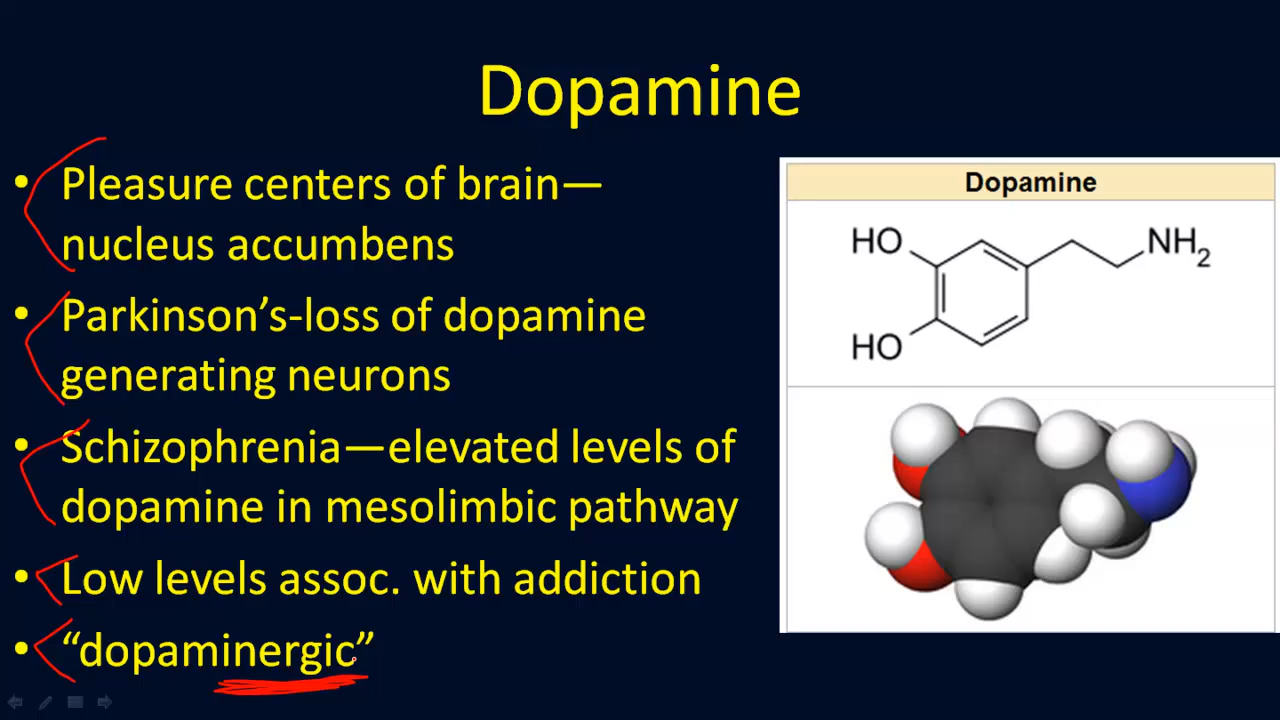 Dopamine
• Pleasure centers of brain—
nucleus accumbens
• Parkinson’s-loss of dopamine
generating neurons
• Schizophrenia—elevated levels of
dopamine in mesolimbic pathway
• Low levels assoc. with addiction
• “dopaminergic”
Dopamine
HO
NH2
HO